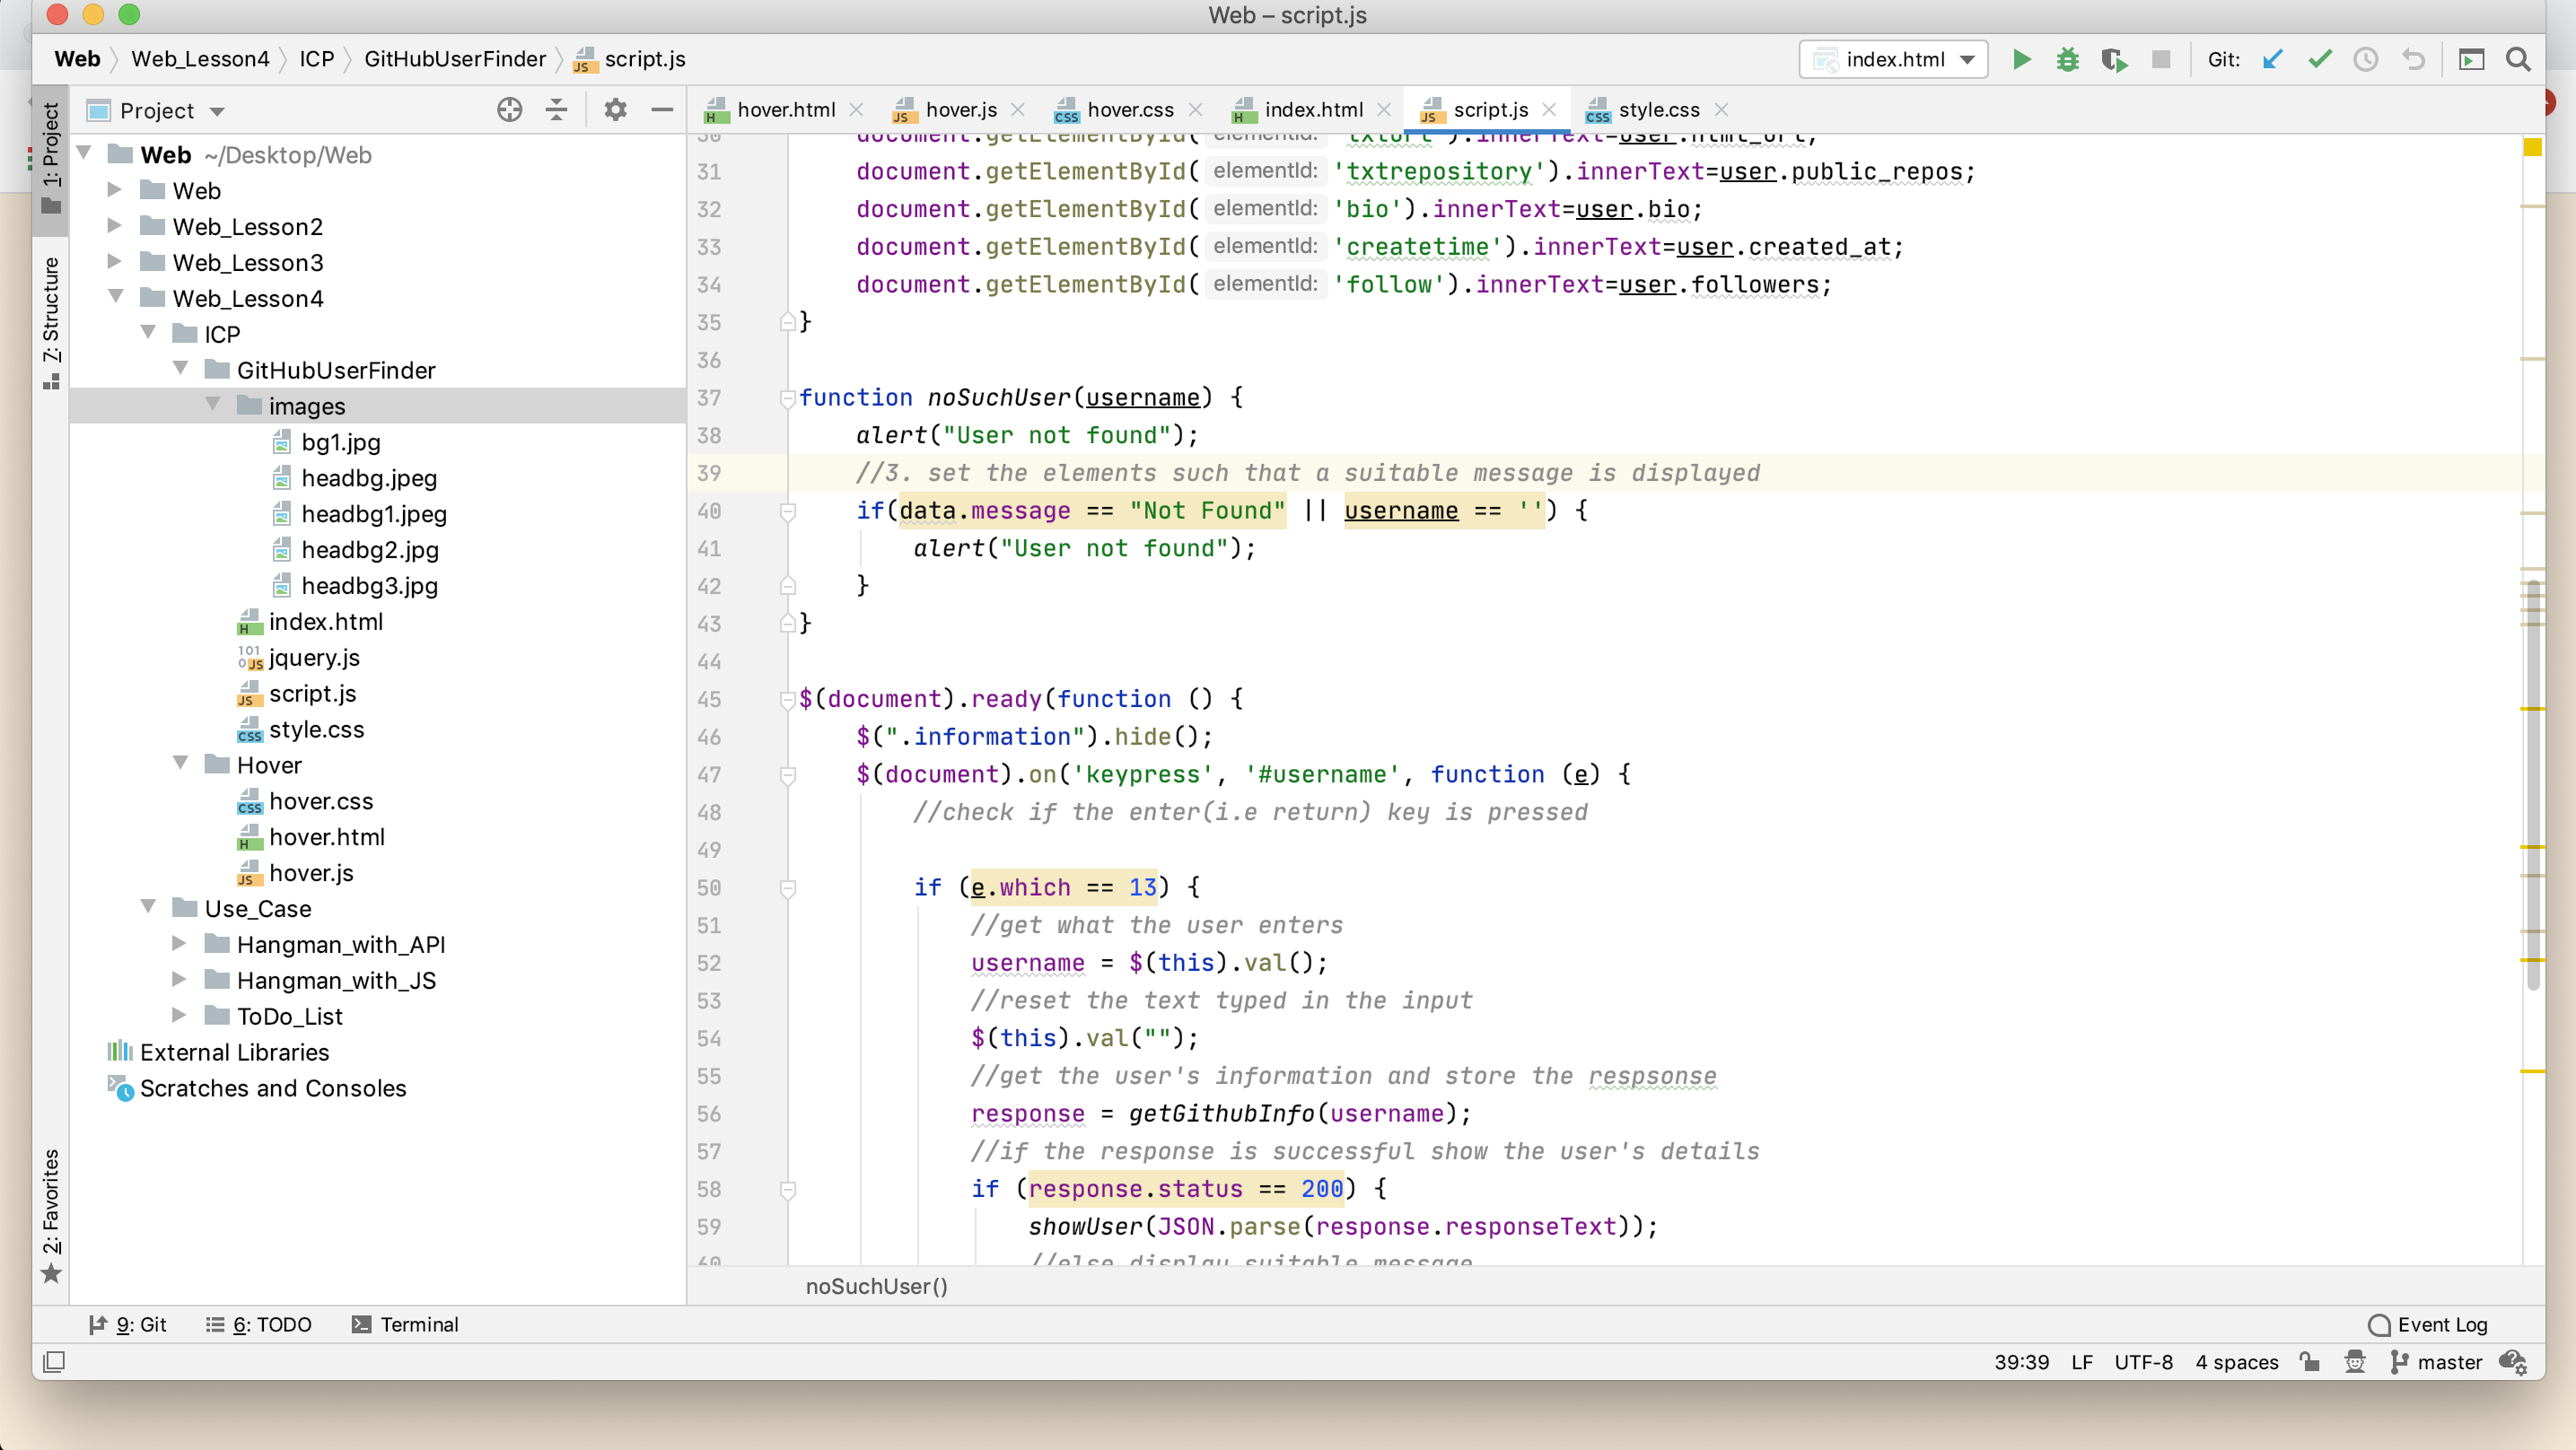 Web – script.js
Web Web_Lesson4 ICP GitHubUserFinder script.js
index.html Git:
Project
hover.html hover.js hover.css index.html script.js style.css
1: Project
7: Structure
2: Favorites
Web ~/Desktop/Web
Web
Web_Lesson2
Web_Lesson3
Web_Lesson4
ICP
GitHubUserFinder
images
bg1.jpg
headbg.jpeg
headbg1.jpeg
headbg2.jpg
headbg3.jpg
index.html
jquery.js
script.js
style.css
Hover
hover.css
hover.html
hover.js
Use_Case
Hangman_with_API
Hangman_with_JS
ToDo_List
External Libraries
Scratches and Consoles
30 document.getElementById( elementId: 'txturl').innerText=user.html_url;
31 document.getElementById( elementId: 'txtrepository').innerText=user.public_repos;
32 document.getElementById( elementId: 'bio').innerText=user.bio;
33 document.getElementById( elementId: 'createtime').innerText=user.created_at;
34 document.getElementById( elementId: 'follow').innerText=user.followers;
35 }
36
37 function noSuchUser(username) {
38 alert("User not found");
39 //3. set the elements such that a suitable message is displayed
40 if(data.message == "Not Found" || username == '') {
41 alert("User not found");
42 }
43 }
44
45 $(document).ready(function () {
46 $(".information").hide();
47 $(document).on('keypress', '#username', function (e) {
48 //check if the enter(i.e return) key is pressed
49
50 if (e.which == 13) {
51 //get what the user enters
52 username = $(this).val();
53 //reset the text typed in the input
54 $(this).val("");
55 //get the user's information and store the respsonse
56 response = getGithubInfo(username);
57 //if the response is successful show the user's details
58 if (response.status == 200) {
59 showUser(JSON.parse(response.responseText));
60 //else display suitable message
noSuchUser()
9: Git 6: TODO Terminal Event Log
39:39 LF UTF-8 4 spaces master